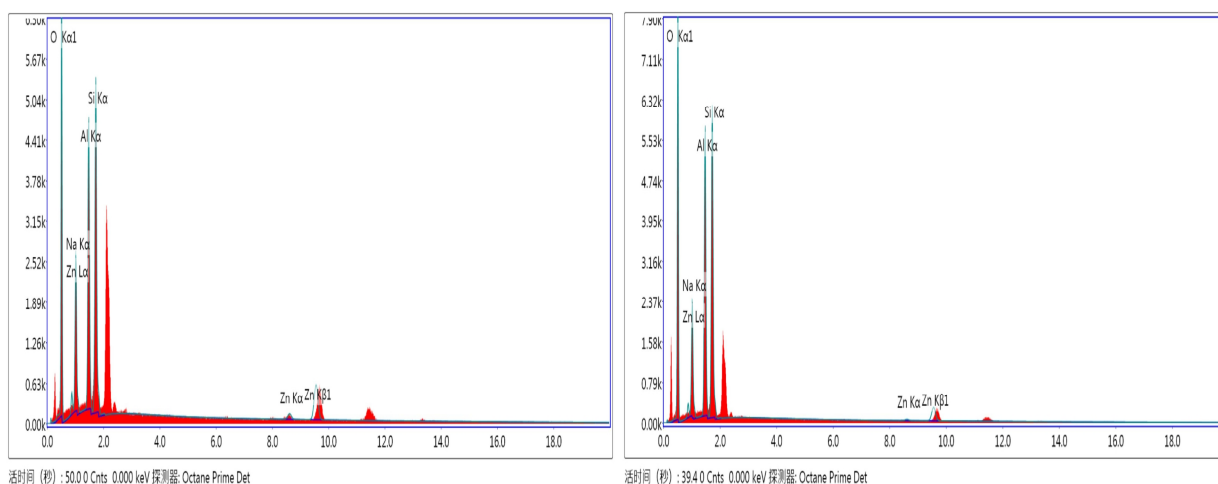 6.30k
O Kα1
5.67k
Si Kα
5.04k
Al Kα
4.41k
3.78k
3.15k
Na Kα
2.52k
Zn Lα
1.89k
1.26k
0.63k
Zn Kα
Zn Kβ1
0.00k
0.0 2.0 4.0 6.0 8.0 10.0 12.0 14.0 16.0 18.0
活时间（秒）: 50.0 0 Cnts 0.000 keV 探测器: Octane Prime Det
7.90k
O Kα1
7.11k
6.32k
Si Kα
5.53k
Al Kα
4.74k
3.95k
3.16k
Na Kα
2.37k
Zn Lα
1.58k
0.79k
Zn Kα
Zn Kβ1
0.00k
0.0 2.0 4.0 6.0 8.0 10.0 12.0 14.0 16.0 18.0
活时间（秒）: 39.4 0 Cnts 0.000 keV 探测器: Octane Prime Det